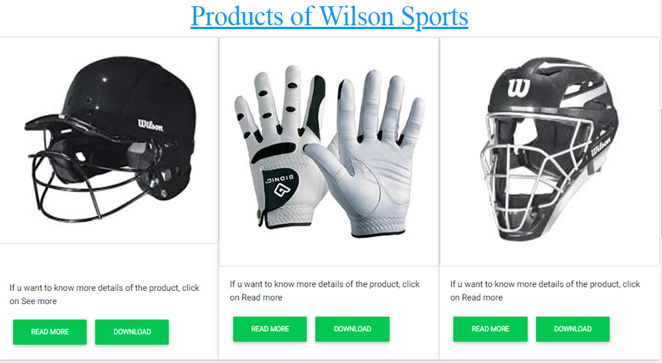 Products of Wilson Sports
Wilson
BIONIC
W
Wilson
If u want to know more details of the product, click
on See more
READ MORE
DOWNLOAD
If u want to know more details of the product, click
on Read more
READ MORE
DOWNLOAD
If u want to know more details of the product, click
on Read more
READ MORE
DOWNLOAD